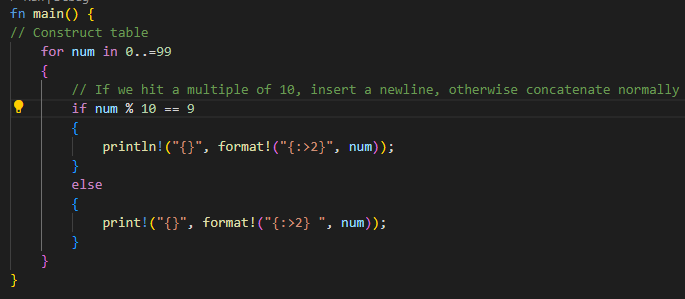 fn main() {
// Construct table
    for num in 0..=99
    {
        // If we hit a multiple of 10, insert a newline, otherwise concatenate normally
        if num % 10 == 9
        {
            println!("{}", format!("{:>2}", num));
        }
        else
        {
            print!("{}", format!("{:>2} ", num));
        }
    }
}